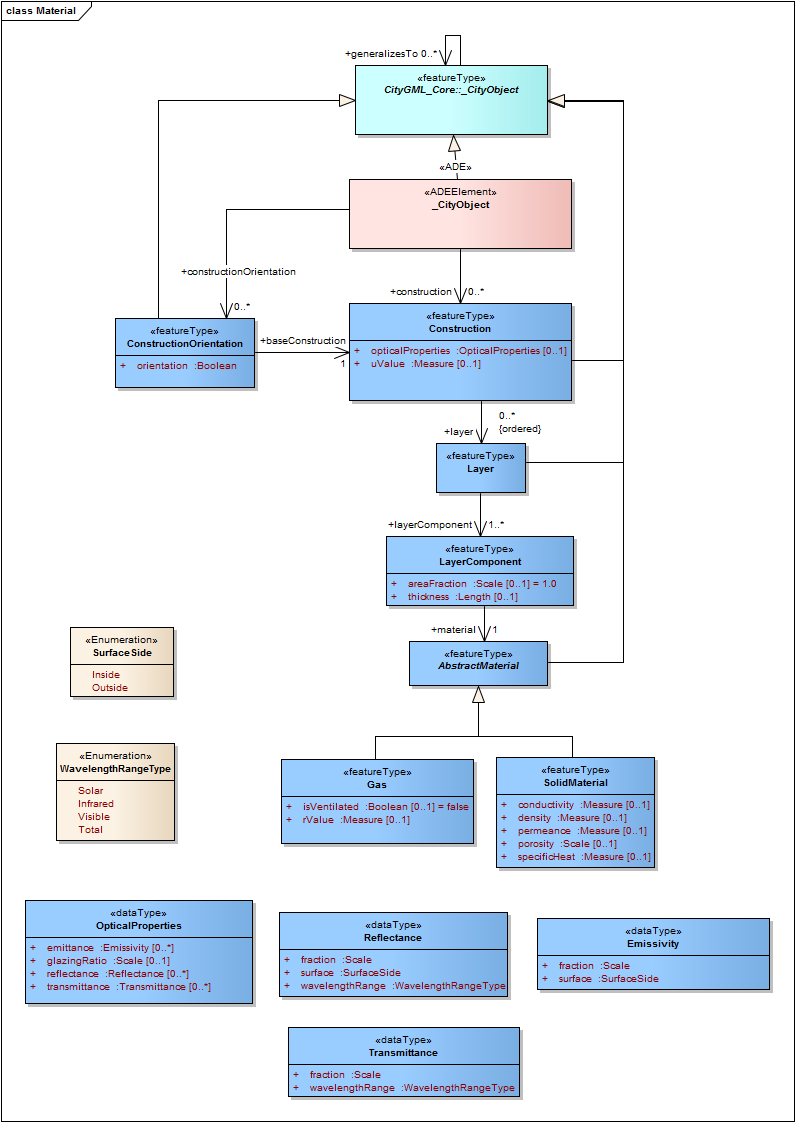 class Material
+generalizesTo 0..*
«featureType»
CityGML_Core::_CityObject
«ADE»
«ADEElement»
_CityObject
+constructionOrientation
0..*
+construction 0..*
«featureType»
ConstructionOrientation
+ orientation :Boolean
+baseConstruction
1
«featureType»
Construction
+ opticalProperties :OpticalProperties [0..1]
+ uValue :Measure [0..1]
0..*
{ordered}
+layer
«featureType»
Layer
+layerComponent 1..*
«featureType»
LayerComponent
+ areaFraction :Scale [0..1] = 1.0
+ thickness :Length [0..1]
+material 1
«featureType»
AbstractMaterial
«Enumeration»
SurfaceSide
Inside
Outside
«Enumeration»
WavelengthRangeType
Solar
Infrared
Visible
Total
«featureType»
Gas
+ isVentilated :Boolean [0..1] = false
+ rValue :Measure [0..1]
«featureType»
SolidMaterial
+ conductivity :Measure [0..1]
+ density :Measure [0..1]
+ permeance :Measure [0..1]
+ porosity :Scale [0..1]
+ specificHeat :Measure [0..1]
«dataType»
OpticalProperties
+ emittance :Emissivity [0..*]
+ glazingRatio :Scale [0..1]
+ reflectance :Reflectance [0..*]
+ transmittance :Transmittance [0..*]
«dataType»
Reflectance
+ fraction :Scale
+ surface :SurfaceSide
+ wavelengthRange :WavelengthRangeType
«dataType»
Emissivity
+ fraction :Scale
+ surface :SurfaceSide
«dataType»
Transmittance
+ fraction :Scale
+ wavelengthRange :WavelengthRangeType